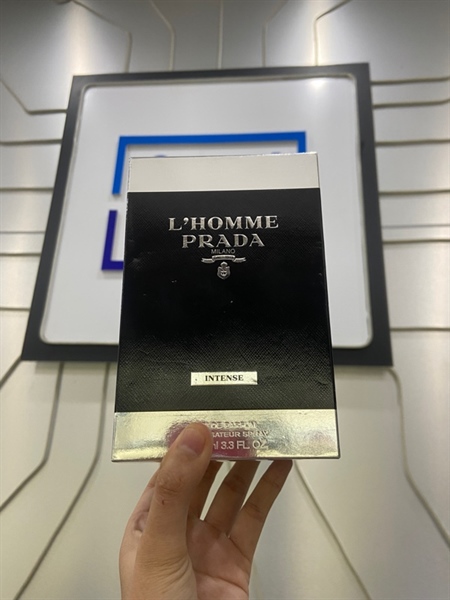 L'HOMME
PRADA
MILANO
INTENSE
3.3 FL. OZ.